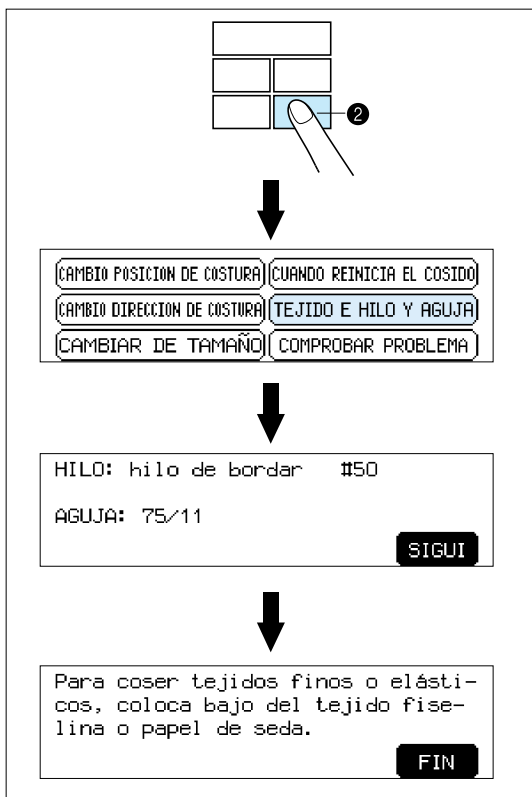 2
CAMBIO POSICION DE COSTURA CUANDO REINICIA EL COSIDO
CAMBIO DIRECCION DE COSTURA TEJIDO E HILO Y AGUJA
CAMBIAR DE TAMAÑO COMPROBAR PROBLEMA
HILO: hilo de bordar #50
AGUJA: 75/11
SIGUI
Para coser tejidos finos o elásti-
cos, coloca bajo del tejido fise-
lina o papel de seda.
FIN